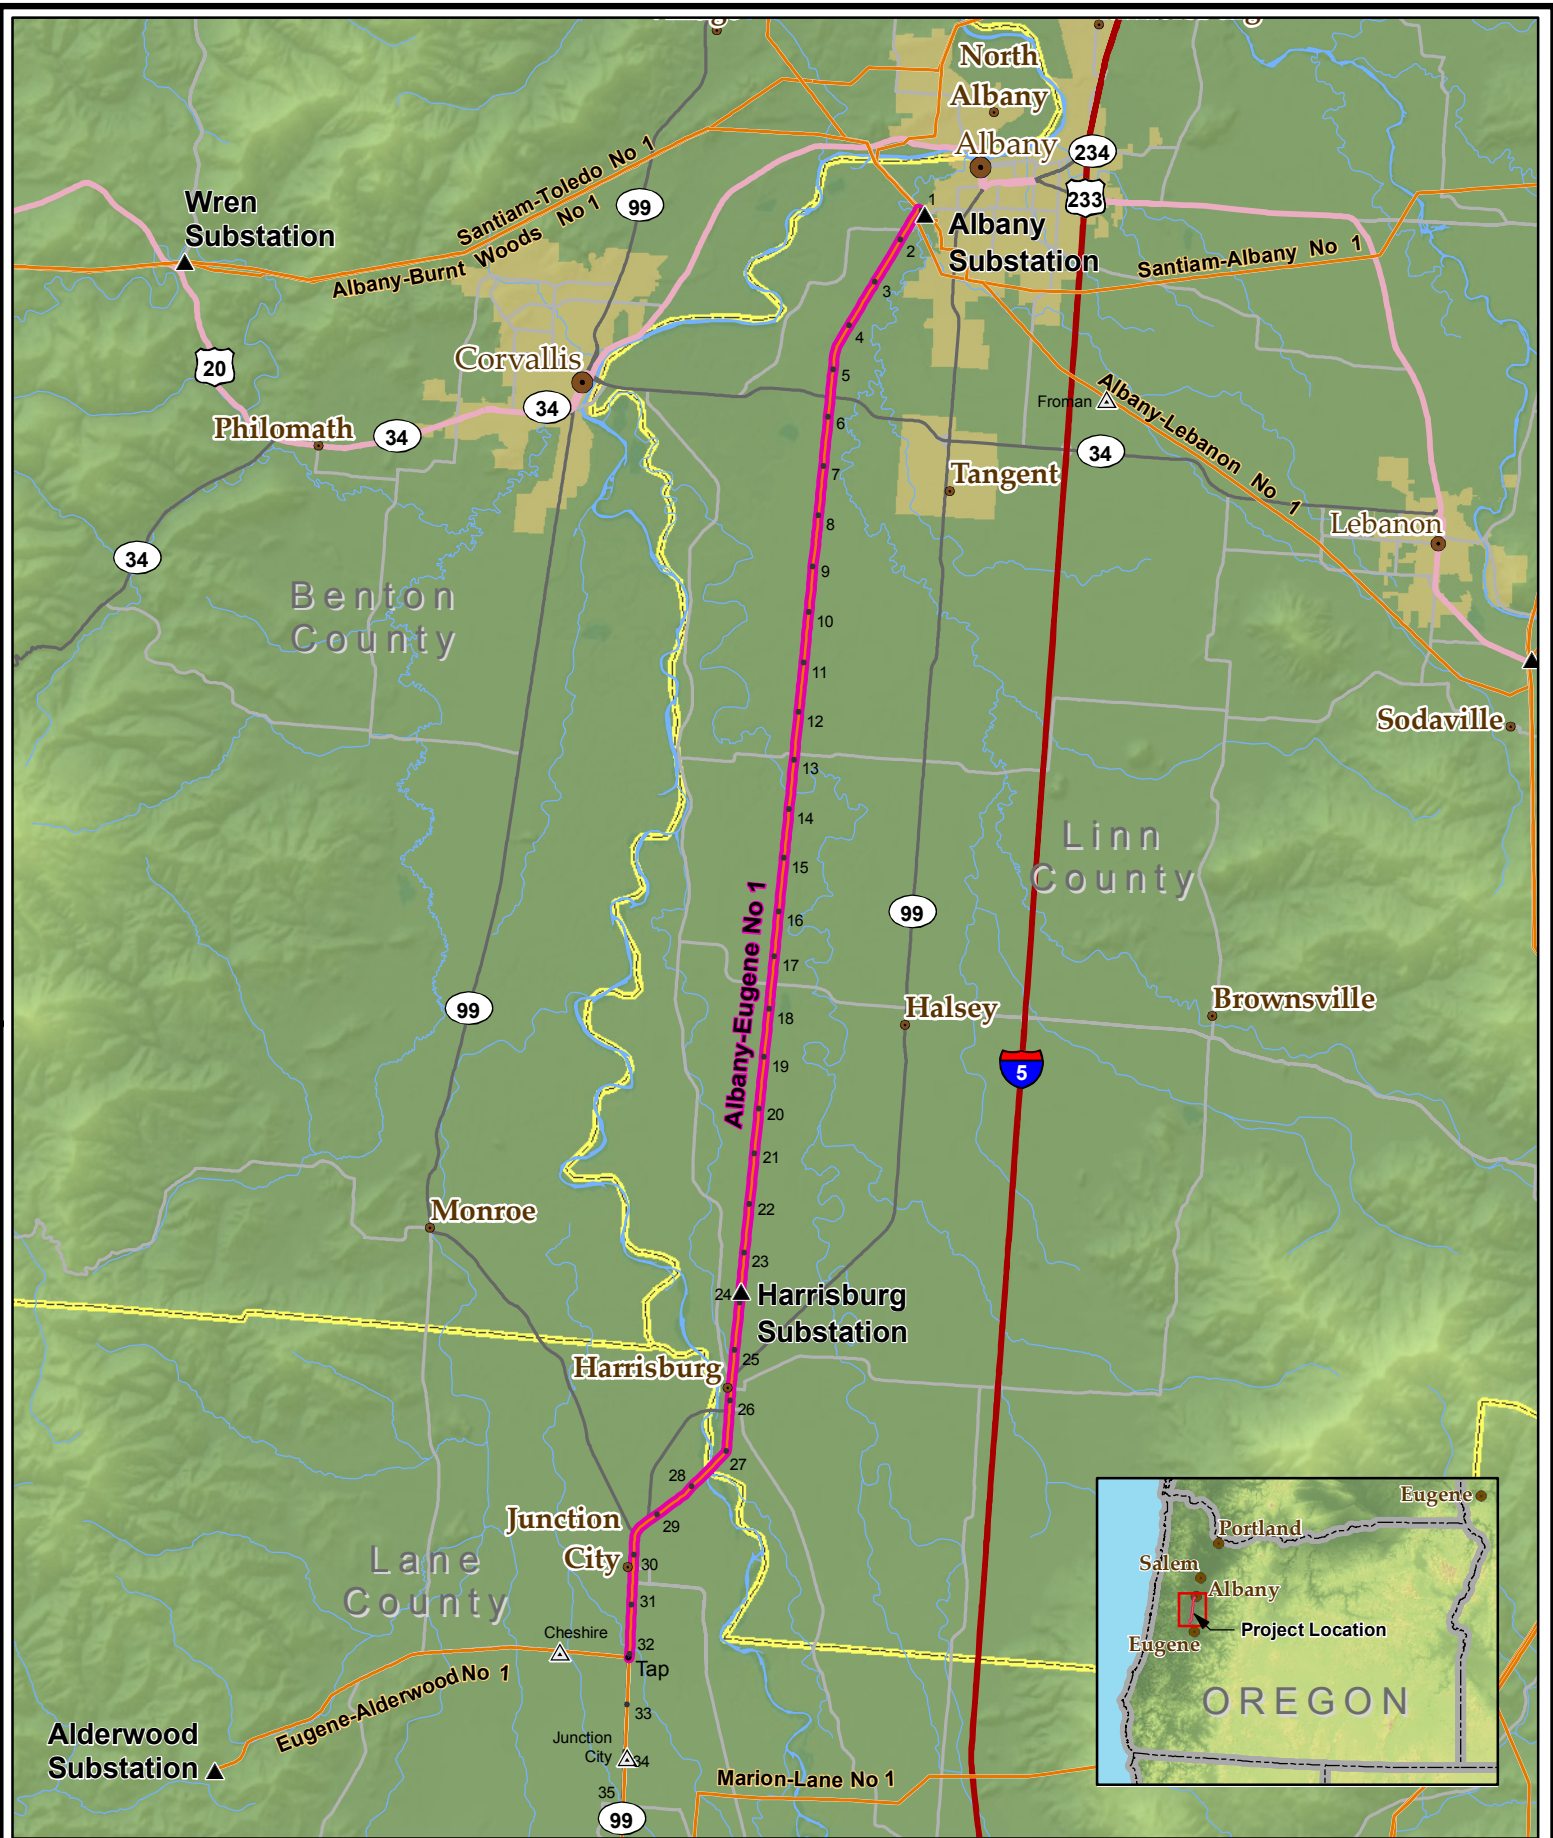 North
Albany
Albany
234
233
Santiam-Toledo No 1
Albany-Burnt Woods No 1
99
Wren
Substation
Albany
Substation
Santiam-Albany No 1
1
2
3
4
5
6
7
8
9
10
11
12
13
14
15
16
17
18
19
20
21
22
23
24
25
26
27
28
29
30
31
32
Tap
33
34
35
Corvallis
20
34
Philomath
34
34
Froman
Albany-Lebanon No 1
34
Tangent
Lebanon
Benton
County
Sodaville
Linn
County
Albany-Eugene No 1
99
99
Halsey
Brownsville
5
Monroe
Harrisburg
Substation
Harrisburg
Junction
City
Lane
County
Cheshire
Eugene-Alderwood No 1
Alderwood
Substation
Junction
City
99
Marion-Lane No 1
Eugene
Portland
Salem
Albany
Project Location
Eugene
OREGON